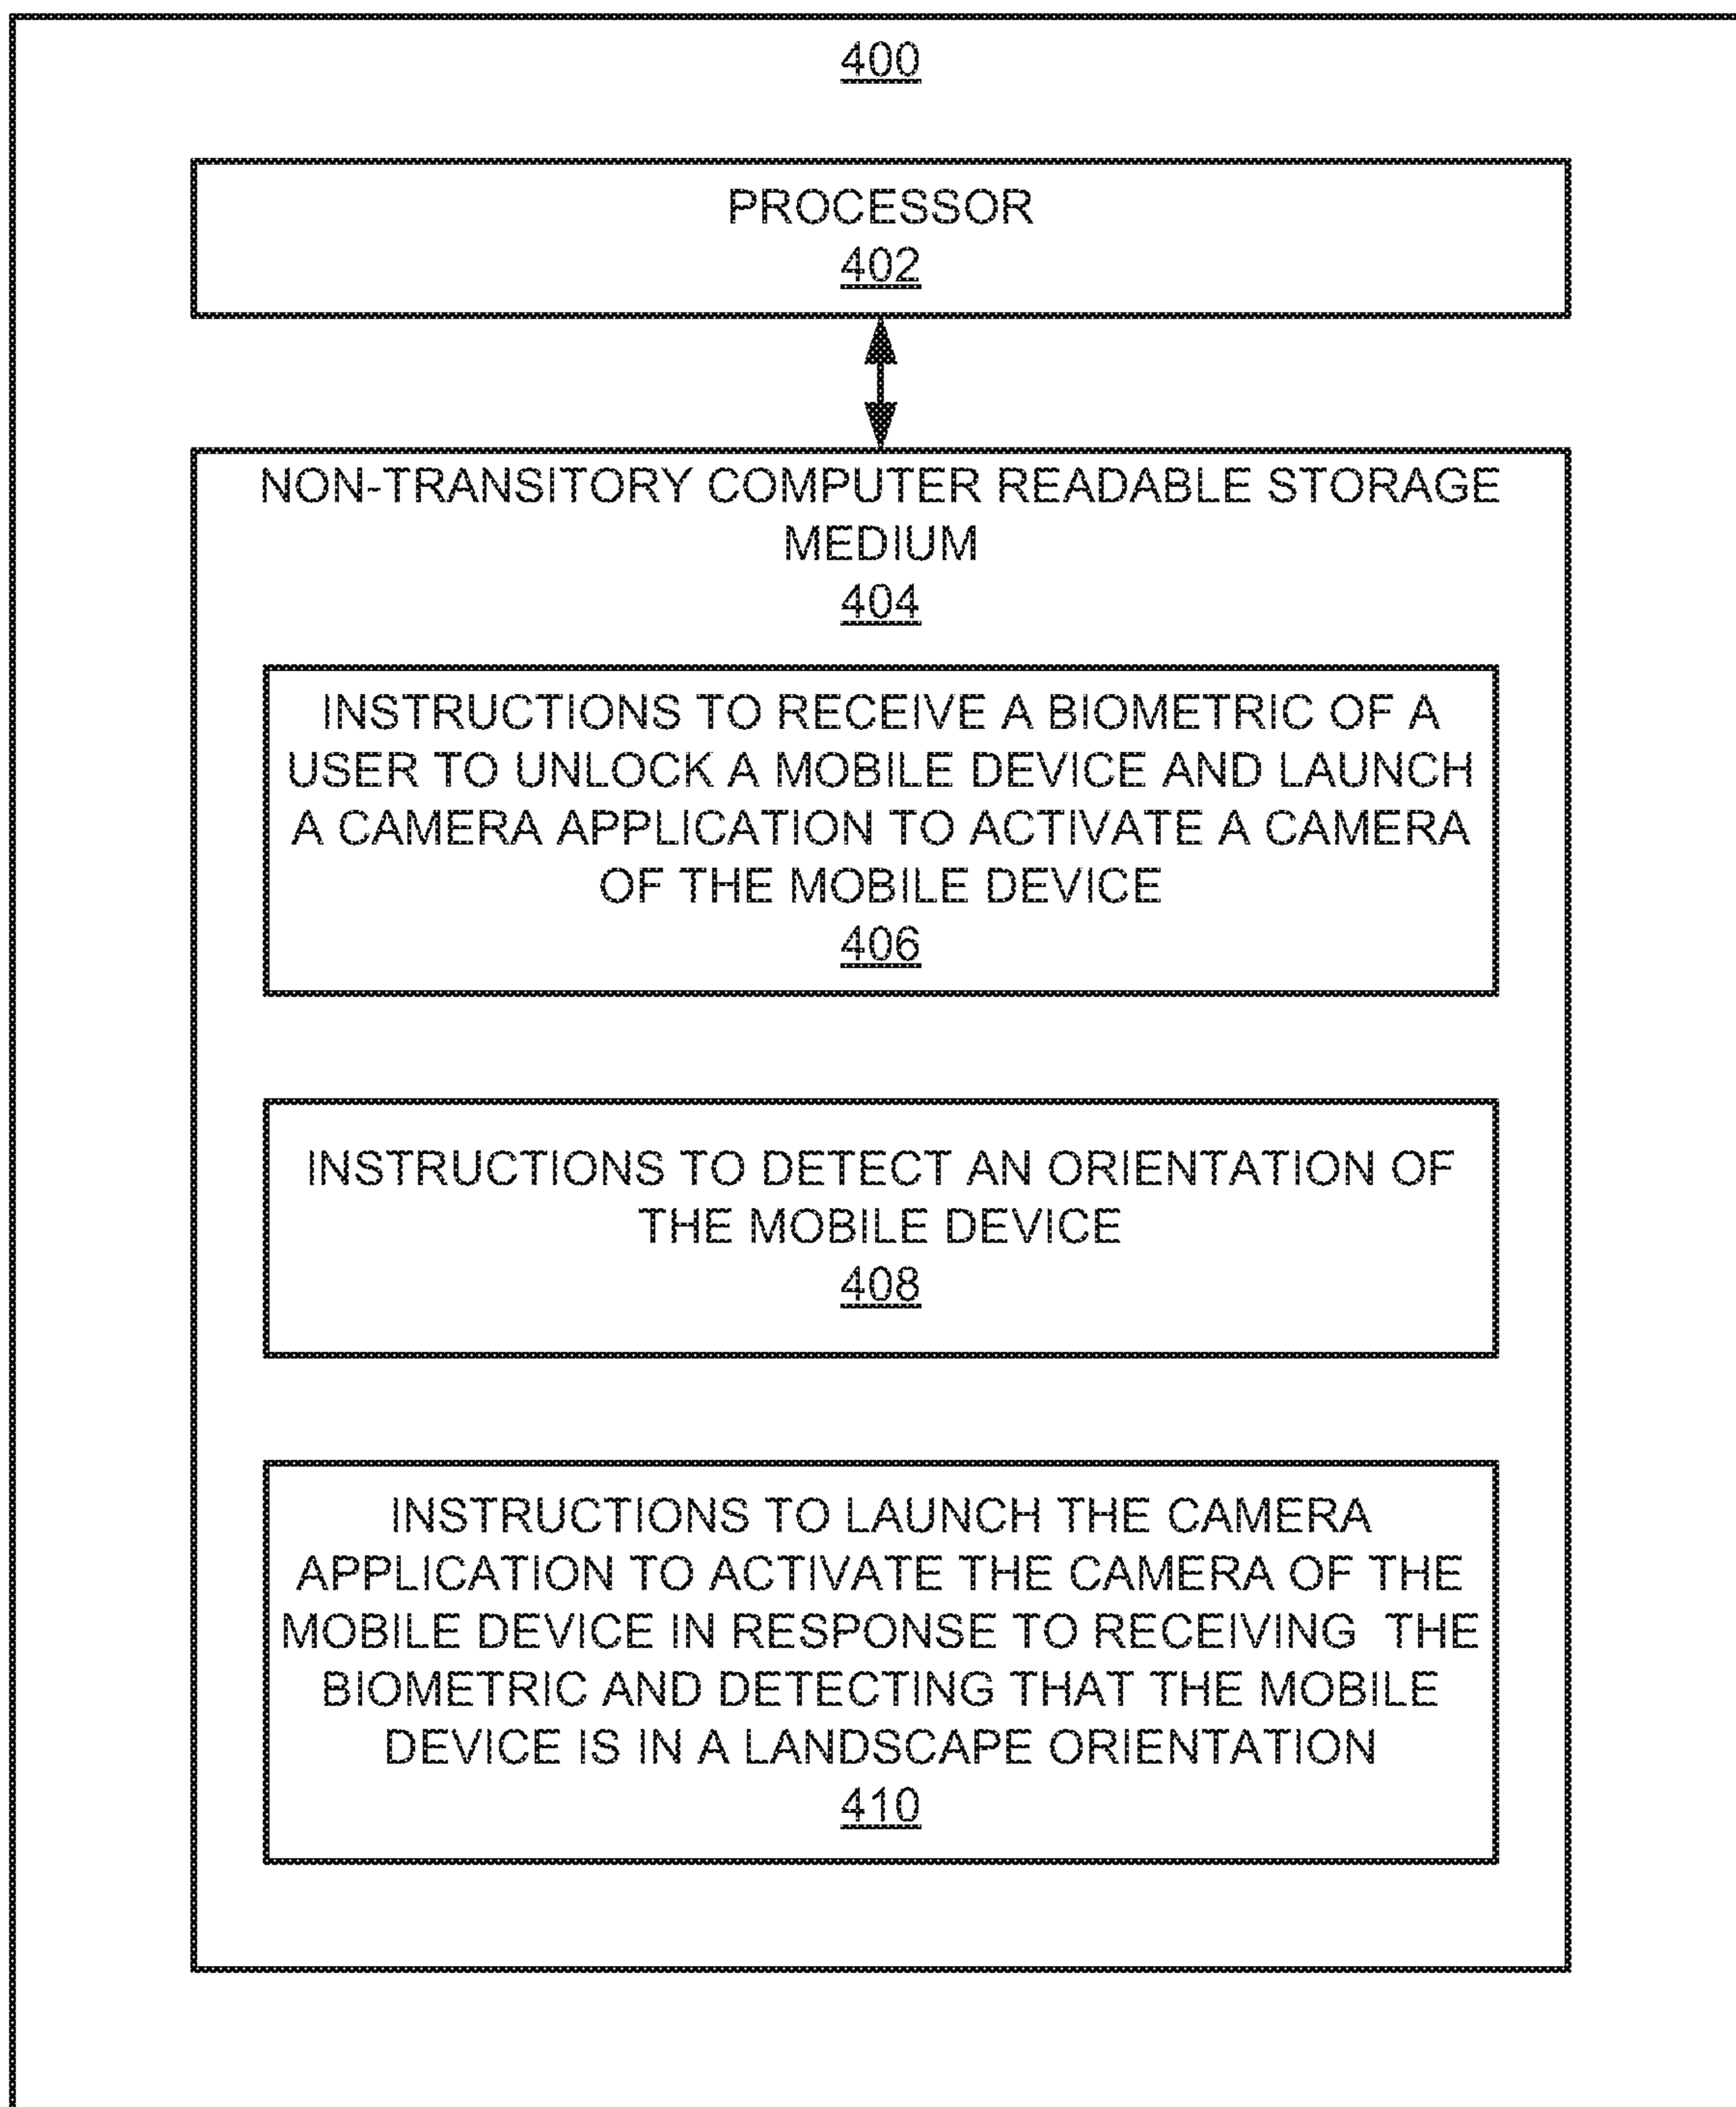 400
PROCESSOR
402
NON-TRANSITORY COMPUTER READABLE STORAGE
MEDIUM
404
INSTRUCTIONS TO RECEIVE A BIOMETRIC OF A
USER TO UNLOCK A MOBILE DEVICE AND LAUNCH
A CAMERA APPLICATION TO ACTIVATE A CAMERA
OF THE MOBILE DEVICE
406
INSTRUCTIONS TO DETECT AN ORIENTATION OF
THE MOBILE DEVICE
408
INSTRUCTIONS TO LAUNCH THE CAMERA
APPLICATION TO ACTIVATE THE CAMERA OF THE
MOBILE DEVICE IN RESPONSE TO RECEIVING THE
BIOMETRIC AND DETECTING THAT THE MOBILE
DEVICE IS IN A LANDSCAPE ORIENTATION
410